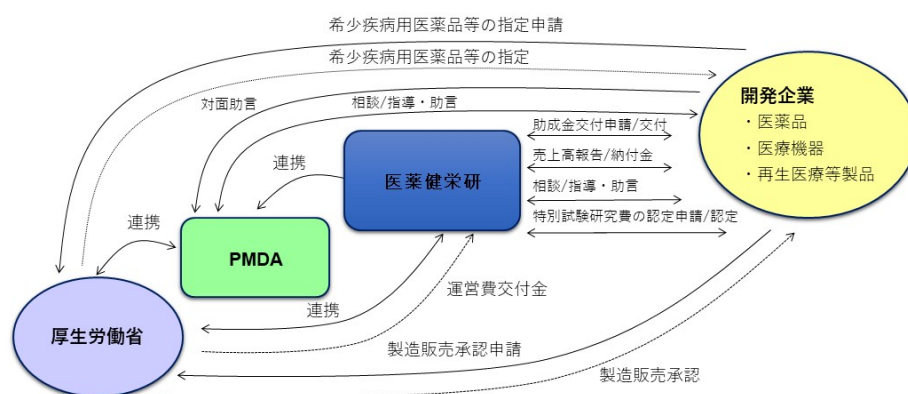 希少疾病用医薬品等の指定申請
希少疾病用医薬品等の指定
対面助言
相談/指導・助言
開発企業
・医薬品
・医療機器
・再生医療等製品
助成金交付申請/交付
売上高報告/納付金
相談/指導・助言
特別試験研究費の認定申請/認定
医薬健栄研
連携
連携
PMDA
運営費交付金
連携
厚生労働省
製造販売承認申請
製造販売承認